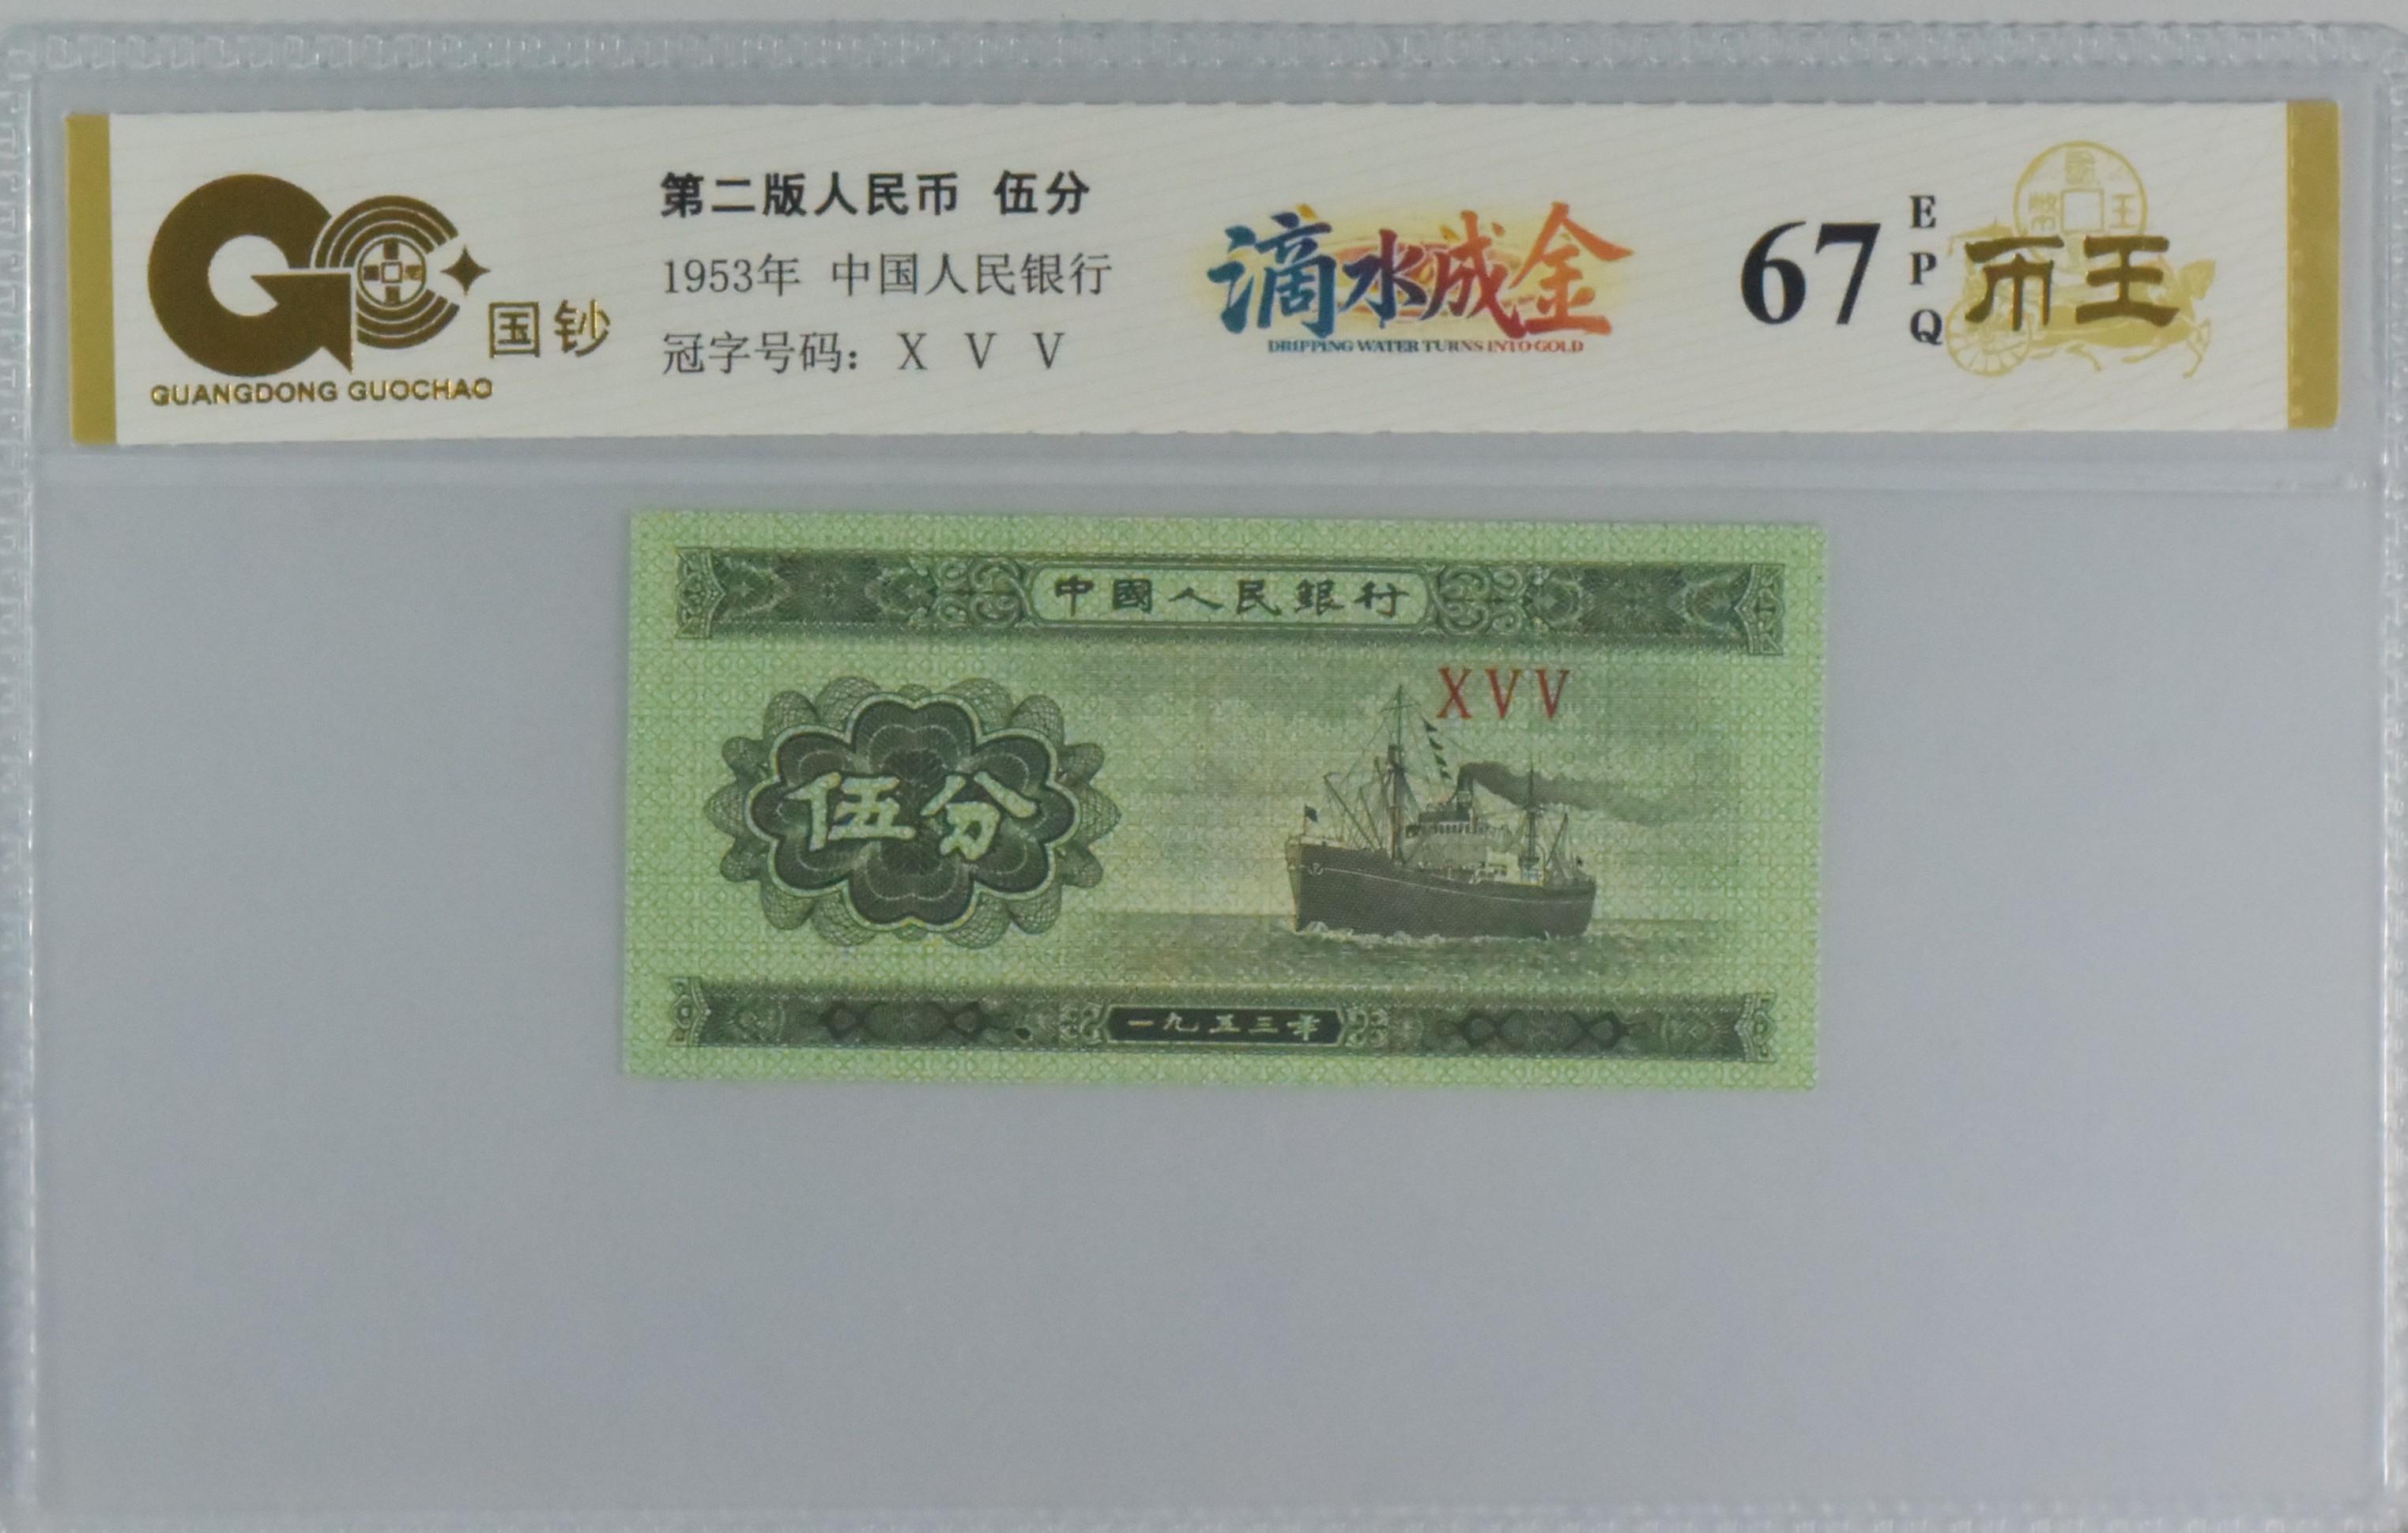 国钞
GUANGDONG GUOCHAO
第二版人民币 伍分
1953年 中国人民银行
冠字号码: X V V
滴水成金
DRIPPING WATER TURNS INTO GOLD
67
EPQ
币王
中國人民銀行
XVV
伍分
一九五三年